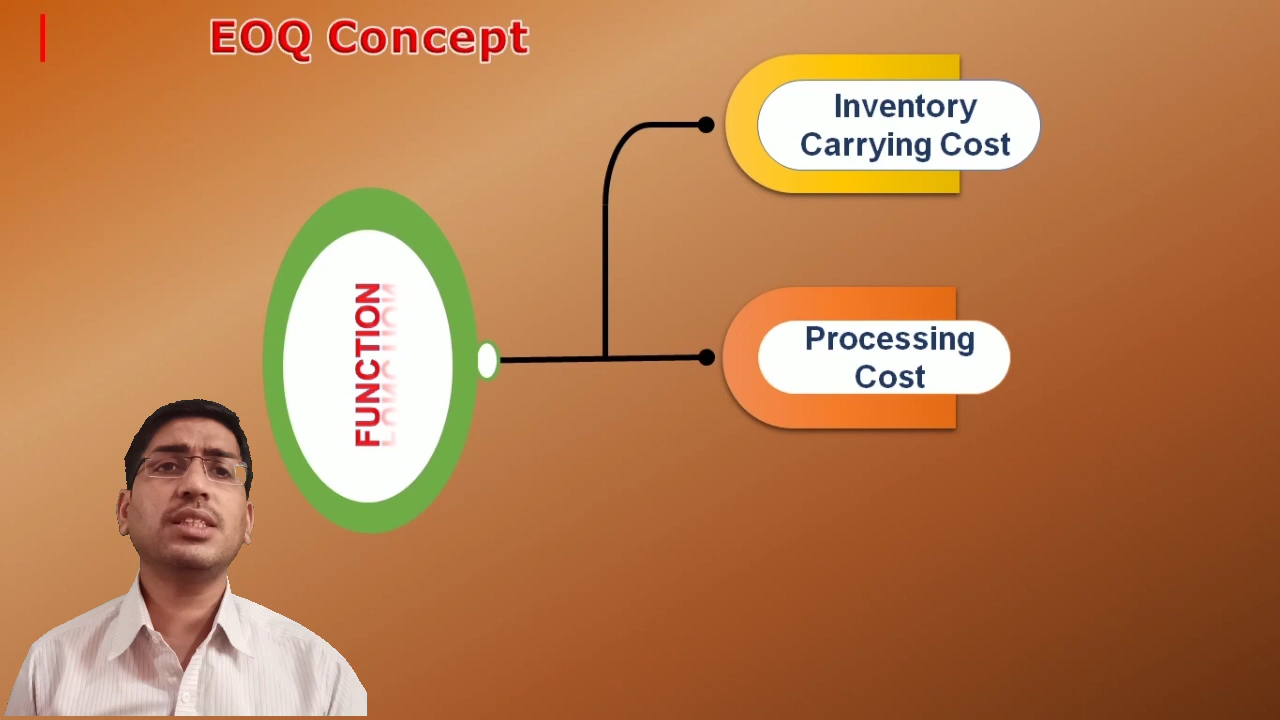 EOQ Concept
Inventory
Carrying Cost
FUNCTION
Processing
Cost